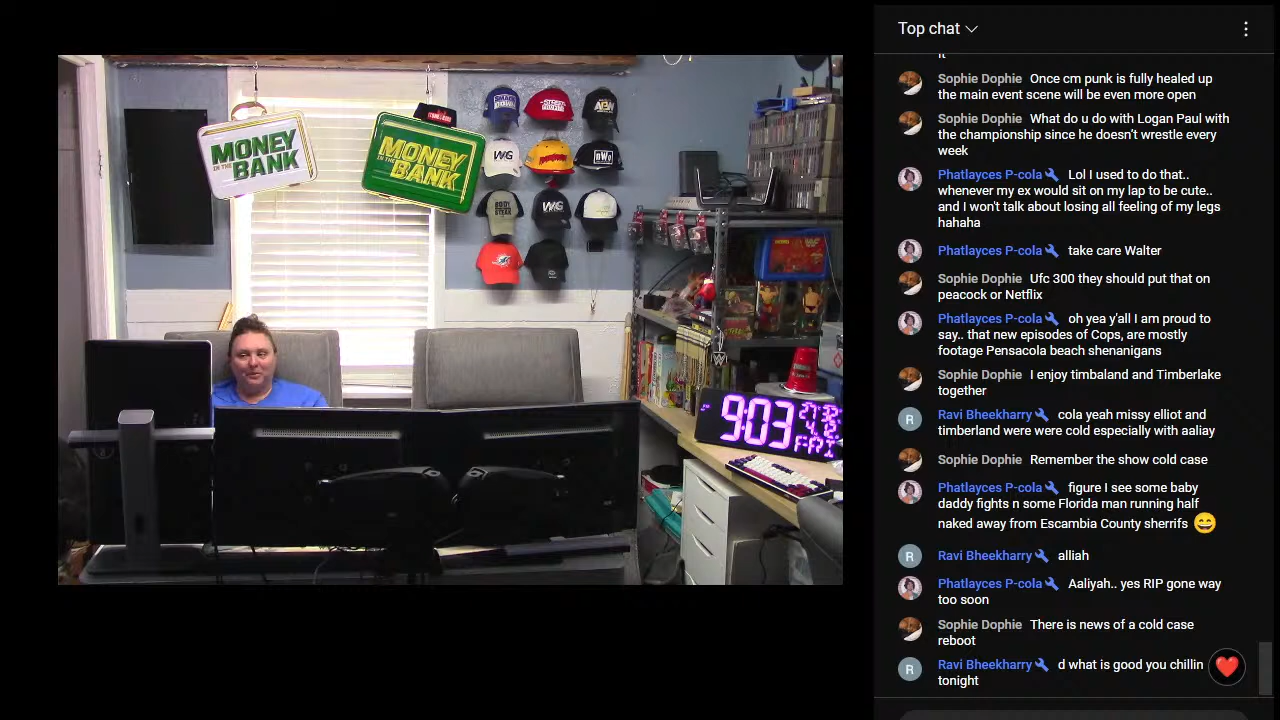 Top chat
it
Sophie Dophie Once cm punk is fully healed up
the main event scene will be even more open
Sophie Dophie What do u do with Logan Paul with
the championship since he doesn't wrestle every
week
Phatlayces P-cola Lol I used to do that..
whenever my ex would sit on my lap to be cute..
and I won't talk about losing all feeling of my legs
hahaha
Phatlayces P-cola take care Walter
Sophie Dophie Ufc 300 they should put that on
peacock or Netflix
Phatlayces P-cola oh yea y'all I am proud to
say.. that new episodes of Cops, are mostly
footage Pensacola beach shenanigans
Sophie Dophie I enjoy timbaland and Timberlake
together
R Ravi Bheekharry cola yeah missy elliot and
timberland were were cold especially with aaliay
Sophie Dophie Remember the show cold case
Phatlayces P-cola figure I see some baby
daddy fights n some Florida man running half
naked away from Escambia County sherrifs 😄
R Ravi Bheekharry alliah
Phatlayces P-cola Aaliyah.. yes RIP gone way
too soon
Sophie Dophie There is news of a cold case
reboot
R Ravi Bheekharry d what is good you chillin
tonight
MONEY
IN THE BANK
MONEY
IN THE BANK
WG
nWo
BODY
W
9:03
FRI